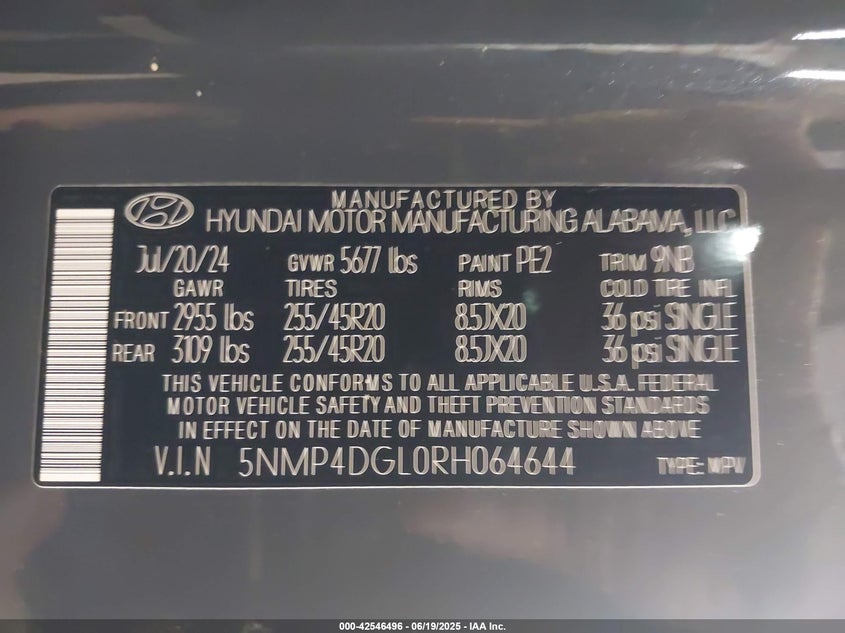 MANUFACTURED BY
HYUNDAI MOTOR MANUFACTURING ALABAMA, LLC
Jul/20/24 GVWR 5677 lbs PAINT PE2 TRIM 9NB
GAWR TIRES RIMS COLD TIRE INFL
FRONT 2955 lbs 255/45R20 8.5JX20 36 psi SINGLE
REAR 3109 lbs 255/45R20 8.5JX20 36 psi SINGLE
THIS VEHICLE CONFORMS TO ALL APPLICABLE U.S.A. FEDERAL
MOTOR VEHICLE SAFETY AND THEFT PREVENTION STANDARDS
IN EFFECT ON THE DATE OF MANUFACTURE SHOWN ABOVE.
V.I.N 5NMP4DGL0RH064644 TYPE: MPV
000-42546496 - 06/19/2025 - IAA Inc.